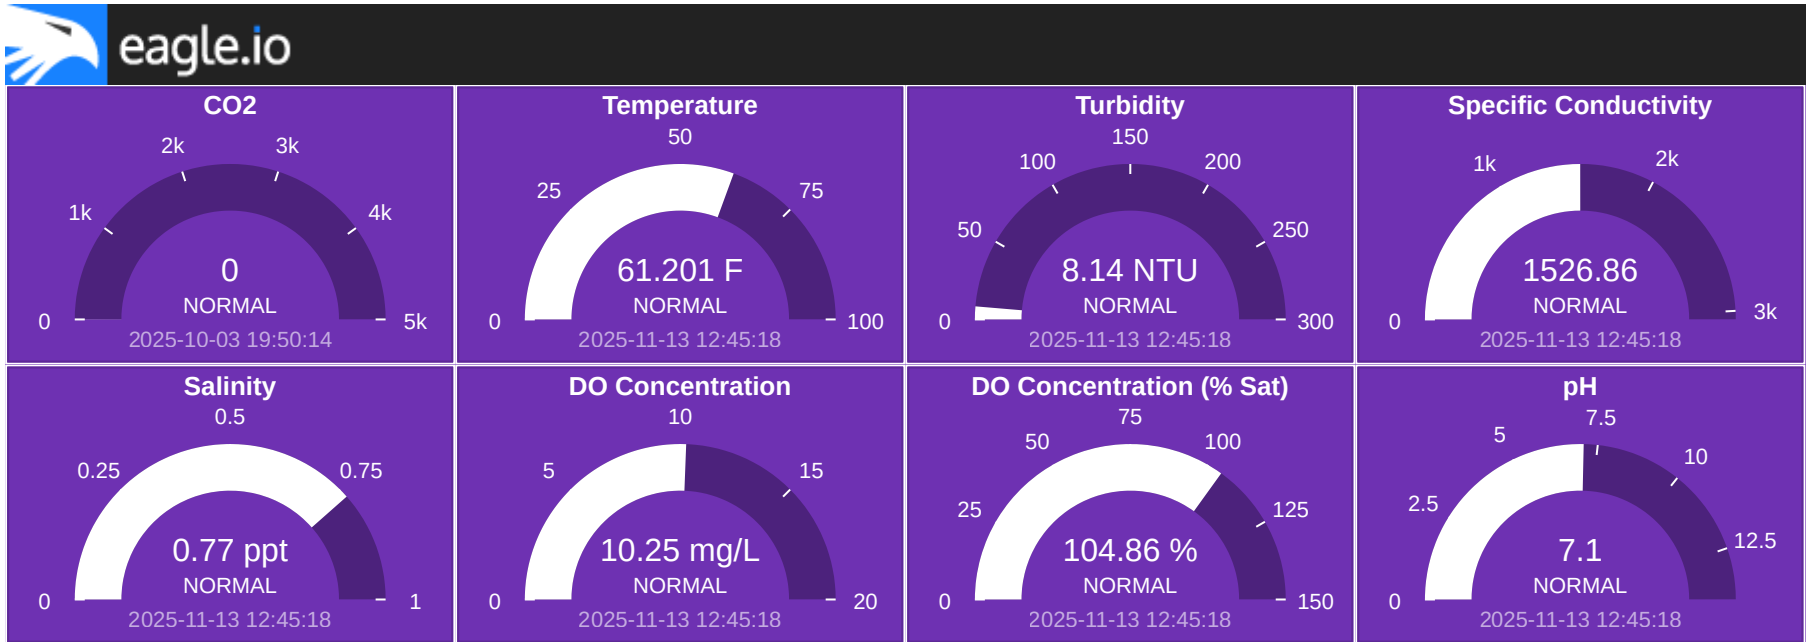 eagle.io
CO2
2k
3k
1k
4k
0
NORMAL
0
5k
2025-10-03 19:50:14
Temperature
50
25
75
61.201 F
NORMAL
0
100
2025-11-13 12:45:18
Turbidity
150
100
200
50
250
8.14 NTU
NORMAL
0
300
2025-11-13 12:45:18
Specific Conductivity
1k
2k
1526.86
NORMAL
0
3k
2025-11-13 12:45:18
Salinity
0.5
0.25
0.75
0.77 ppt
NORMAL
0
1
2025-11-13 12:45:18
DO Concentration
10
5
15
10.25 mg/L
NORMAL
0
20
2025-11-13 12:45:18
DO Concentration (% Sat)
75
50
100
25
125
104.86 %
NORMAL
0
150
2025-11-13 12:45:18
pH
7.5
5
10
2.5
12.5
7.1
NORMAL
0
2025-11-13 12:45:18